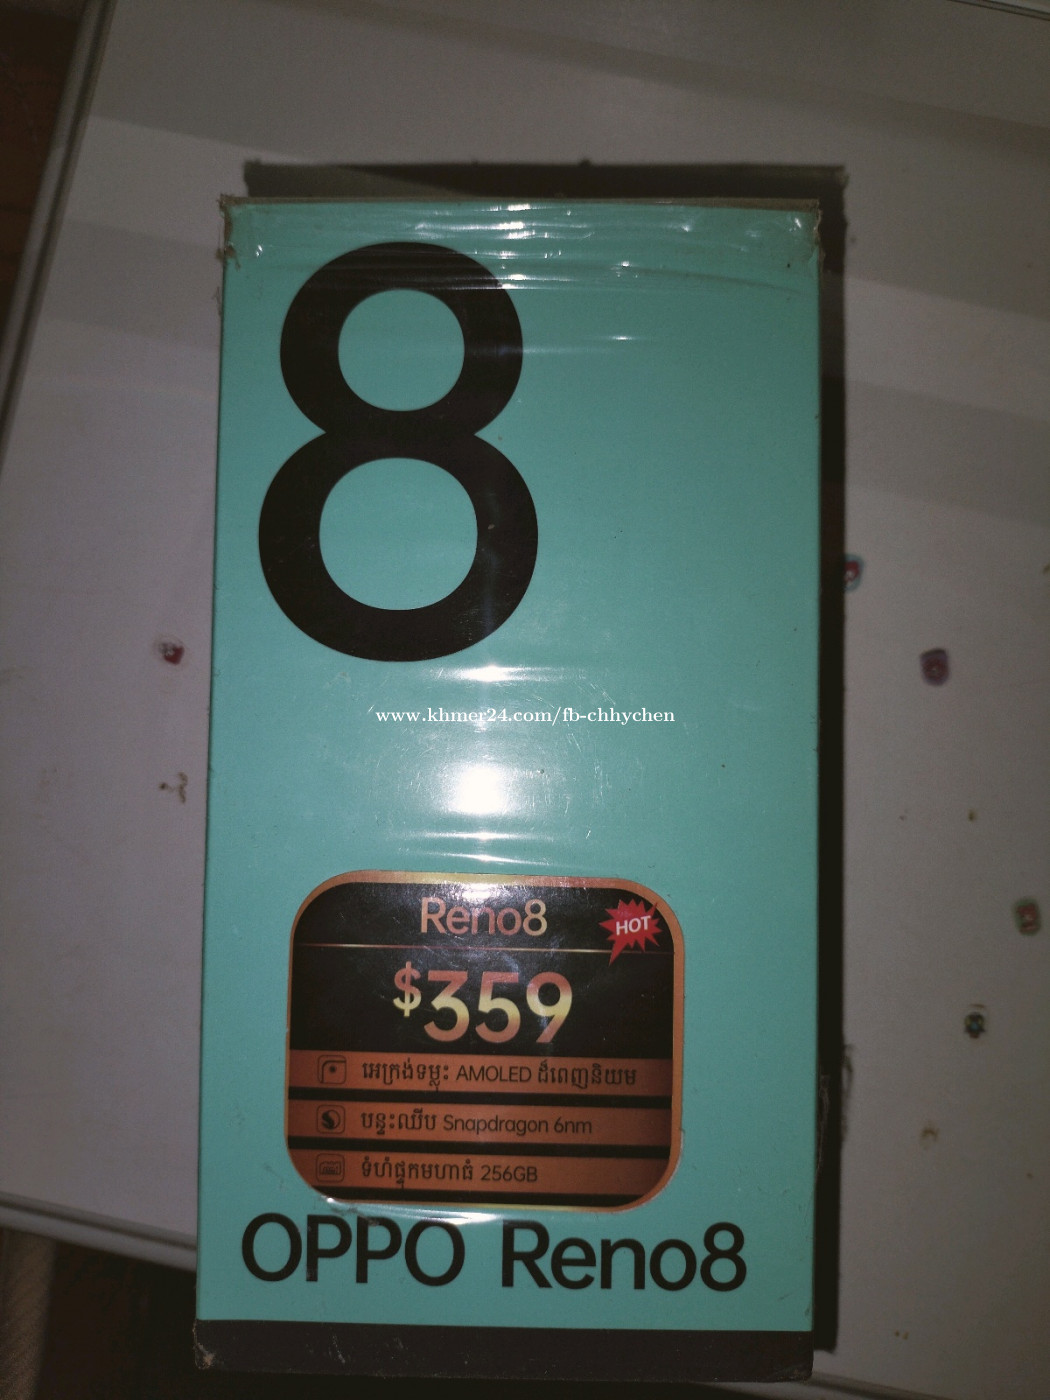 8
www.khmer24.com/fb-chhychen
Reno8
HOT
$359
អេក្រង់ទម្លុះ AMOLED ដ៏ពេញនិយម
បន្ទះឈីប Snapdragon 6nm
ទំហំផ្ទុកមហាធំ 256GB
OPPO Reno8